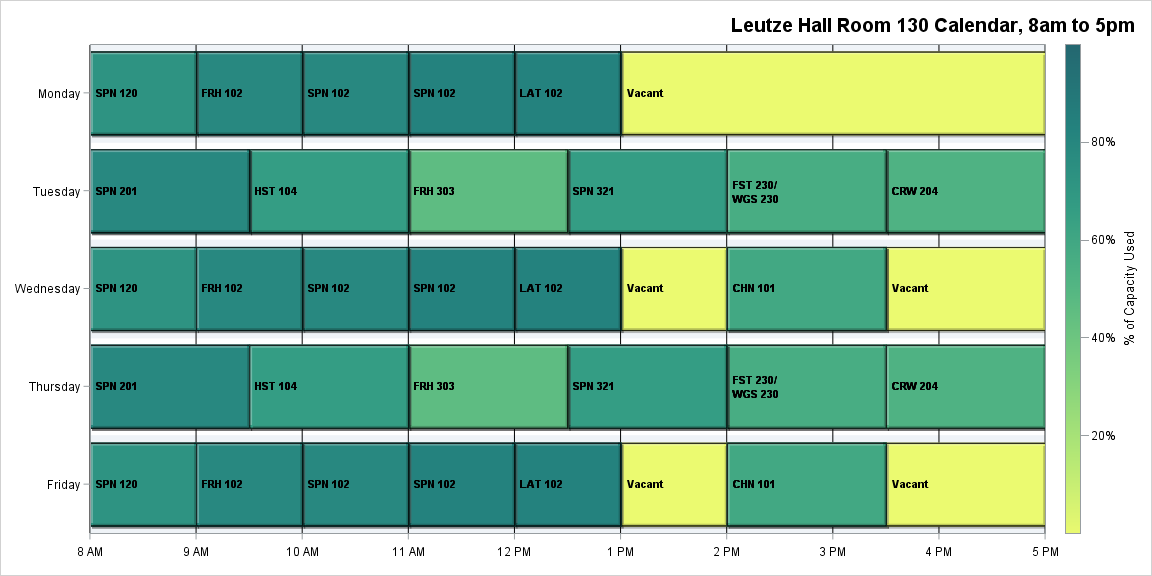 Leutze Hall Room 130 Calendar, 8am to 5pm
Monday
SPN 120
FRH 102
SPN 102
SPN 102
LAT 102
Vacant
Tuesday
SPN 201
HST 104
FRH 303
SPN 321
FST 230/
WGS 230
CRW 204
Wednesday
SPN 120
FRH 102
SPN 102
SPN 102
LAT 102
Vacant
CHN 101
Vacant
Thursday
SPN 201
HST 104
FRH 303
SPN 321
FST 230/
WGS 230
CRW 204
Friday
SPN 120
FRH 102
SPN 102
SPN 102
LAT 102
Vacant
CHN 101
Vacant
8 AM
9 AM
10 AM
11 AM
12 PM
1 PM
2 PM
3 PM
4 PM
5 PM
80%
60%
40%
20%
% of Capacity Used